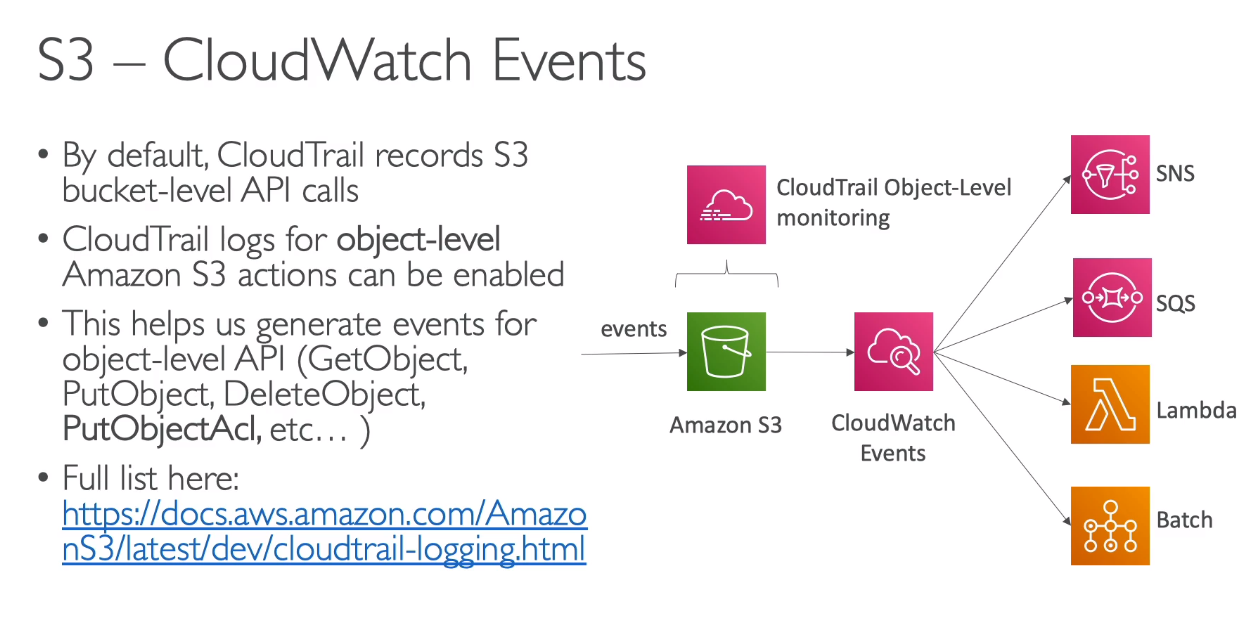 S3 – CloudWatch Events
• By default, CloudTrail records S3
bucket-level API calls
• CloudTrail logs for object-level
Amazon S3 actions can be enabled
• This helps us generate events for
object-level API (GetObject,
PutObject, DeleteObject,
PutObjectAcl, etc… )
• Full list here:
https://docs.aws.amazon.com/Amazo
nS3/latest/dev/cloudtrail-logging.html
CloudTrail Object-Level
monitoring
events
Amazon S3
CloudWatch
Events
SNS
SQS
Lambda
Batch